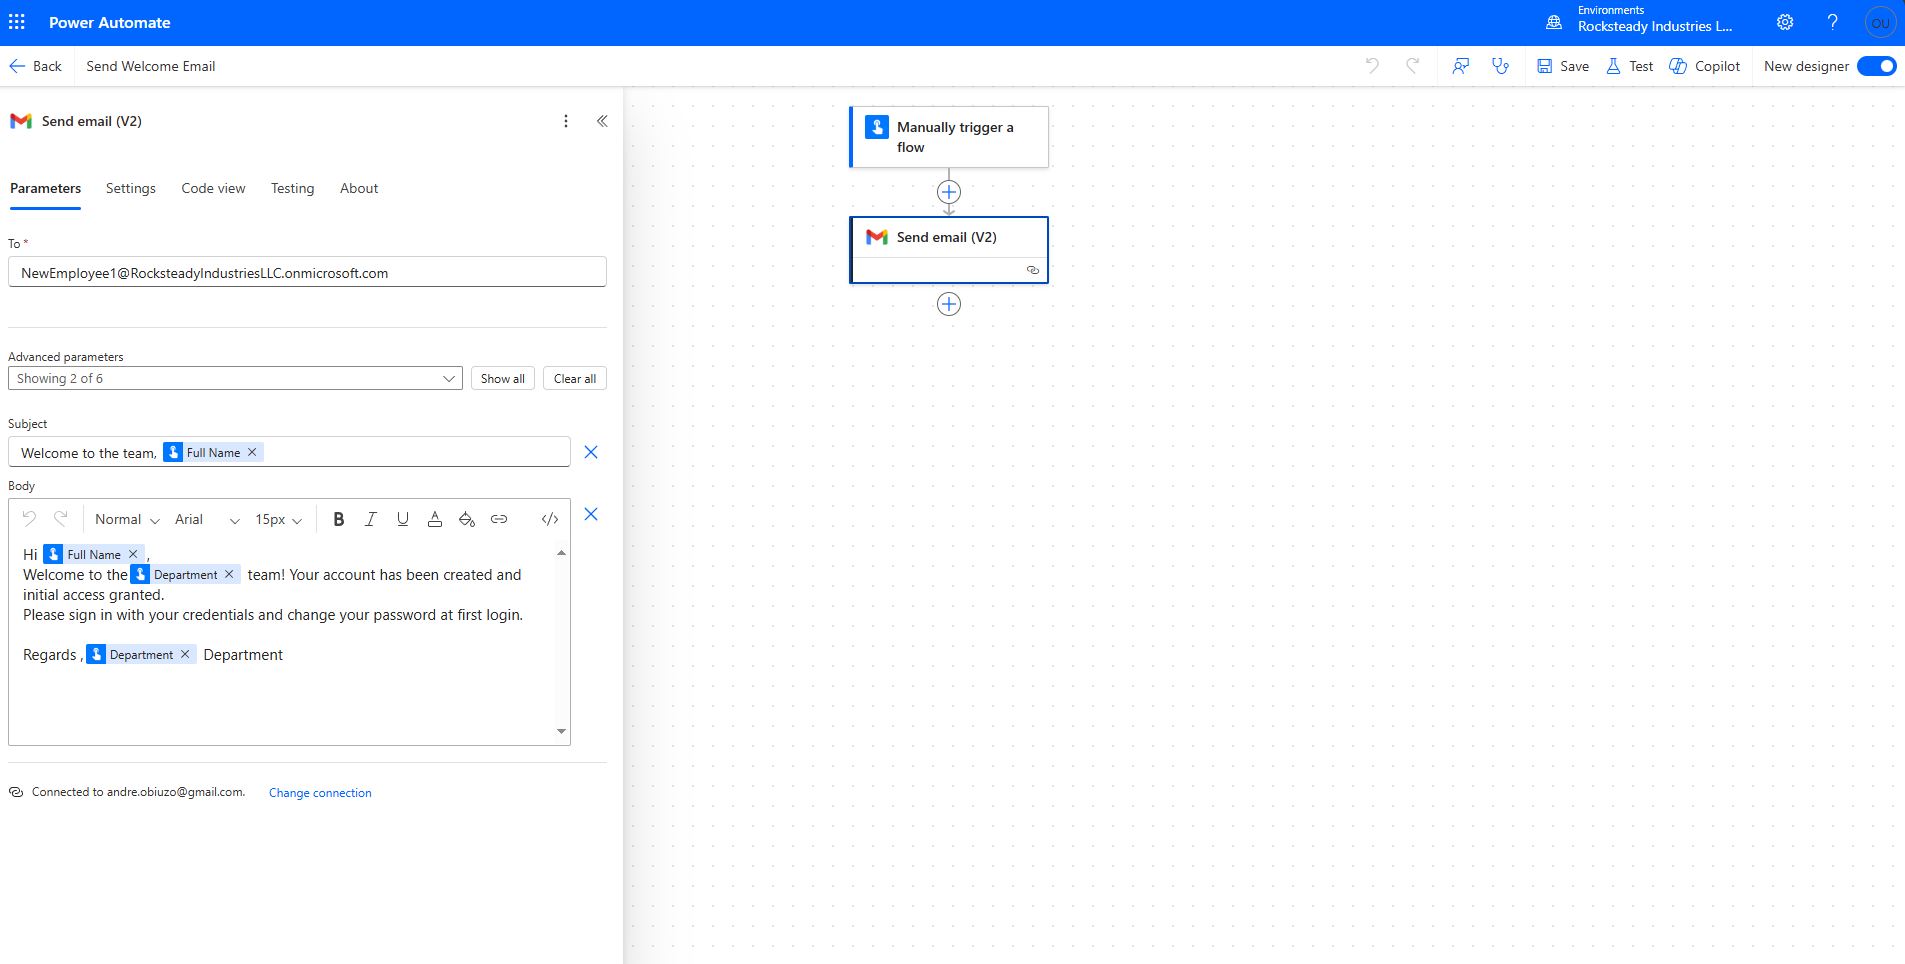 Power Automate
Environments
Rocksteady Industries L...
?
OU
Back
Send Welcome Email
Save
Test
Copilot
New designer
Send email (V2)
Parameters
Settings
Code view
Testing
About
To *
NewEmployee1@RocksteadyIndustriesLLC.onmicrosoft.com
Advanced parameters
Showing 2 of 6
Show all
Clear all
Subject
Welcome to the team, Full Name
Body
Normal
Arial
15px
B
I
U
A
</>
Hi Full Name ,
Welcome to the Department team! Your account has been created and
initial access granted.
Please sign in with your credentials and change your password at first login.
Regards , Department Department
Connected to andre.obiuzo@gmail.com.
Change connection
Manually trigger a
flow
Send email (V2)